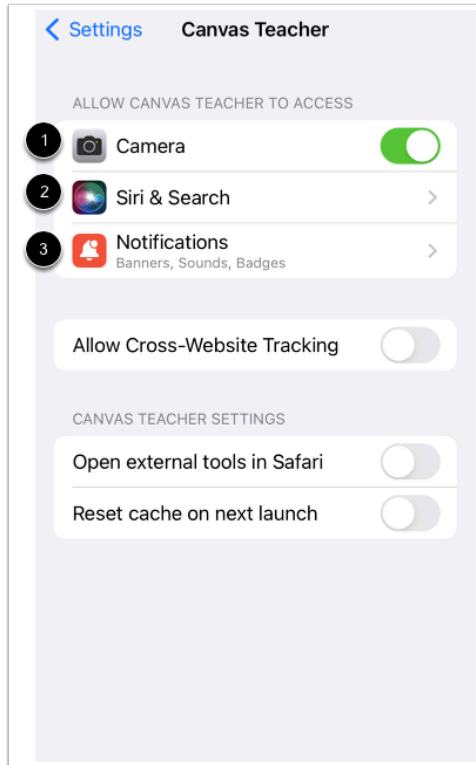 Settings Canvas Teacher
ALLOW CANVAS TEACHER TO ACCESS
1 Camera
2 Siri & Search
3 Notifications
Banners, Sounds, Badges
Allow Cross-Website Tracking
CANVAS TEACHER SETTINGS
Open external tools in Safari
Reset cache on next launch